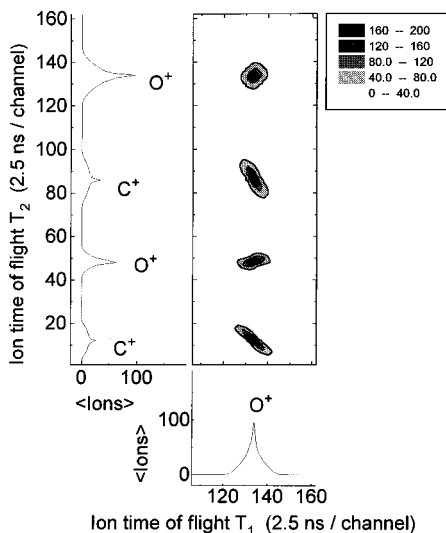 160 -- 200
120 -- 160
80.0 -- 120
40.0 -- 80.0
0 -- 40.0
Ion time of flight T2 (2.5 ns / channel)
160
140
120
100
80
60
40
20
O+
C+
O+
C+
0 100
<Ions>
<Ions>
100
0
O+
120 140 160
Ion time of flight T1 (2.5 ns / channel)